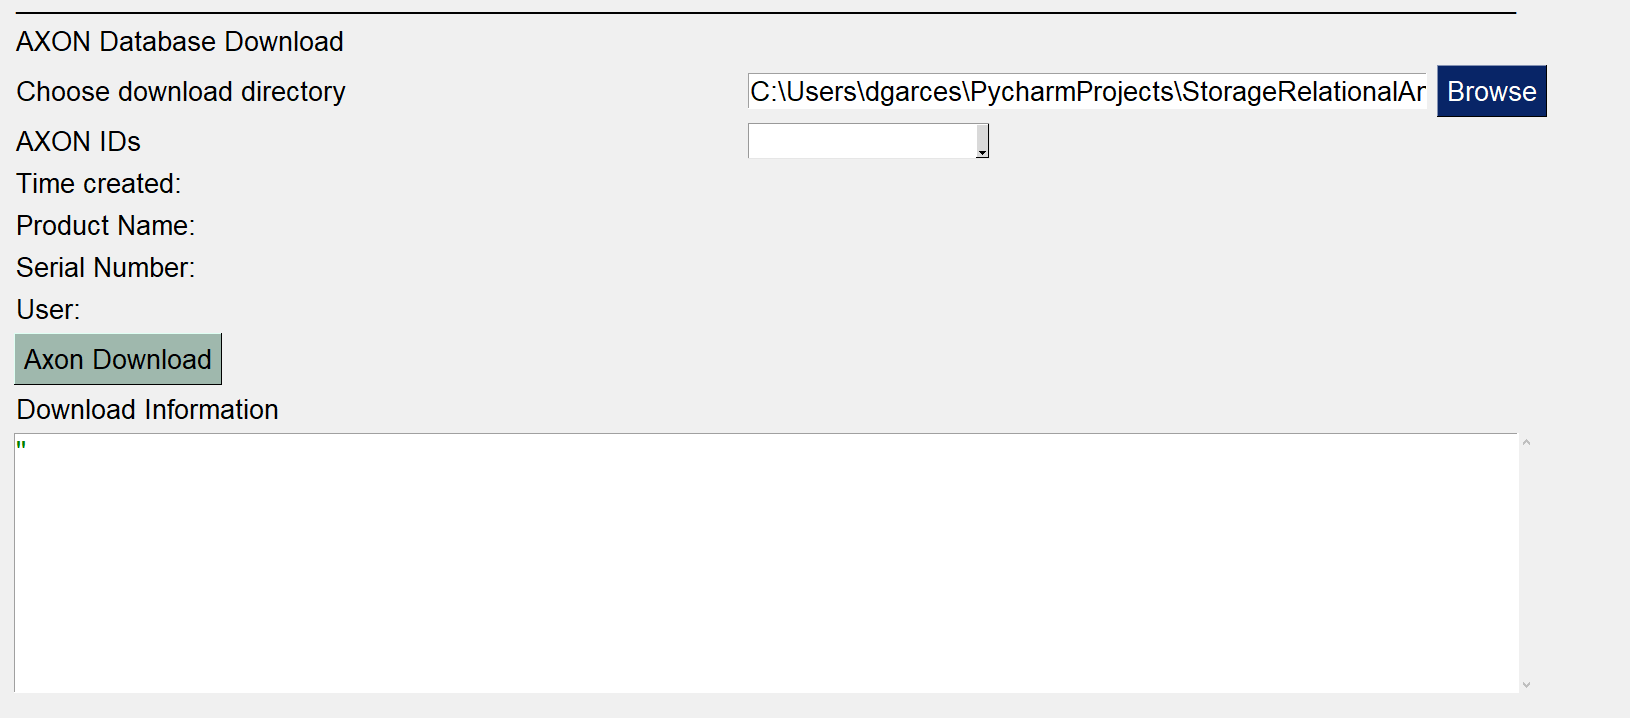 AXON Database Download
Choose download directory C:\Users\dgarces\PycharmProjects\StorageRelationalAr Browse
AXON IDs
Time created:
Product Name:
Serial Number:
User:
Axon Download
Download Information
"